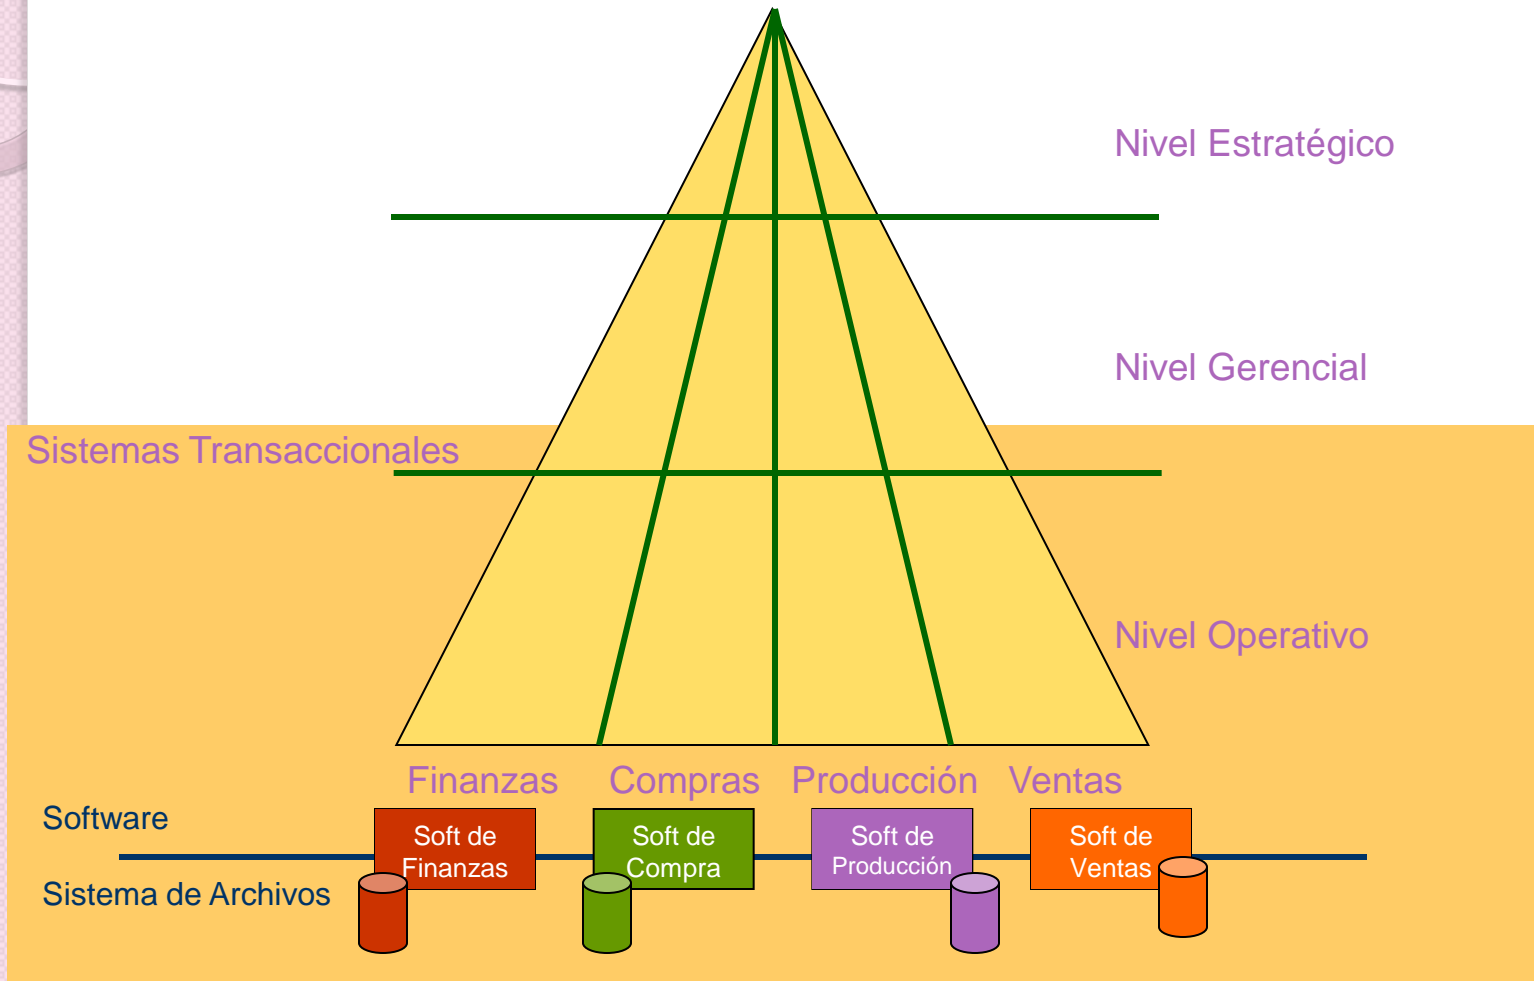 Nivel Estratégico
Nivel Gerencial
Sistemas Transaccionales
Nivel Operativo
Finanzas
Compras
Producción
Ventas
Software
Soft de
Finanzas
Soft de
Compra
Soft de
Producción
Soft de
Ventas
Sistema de Archivos